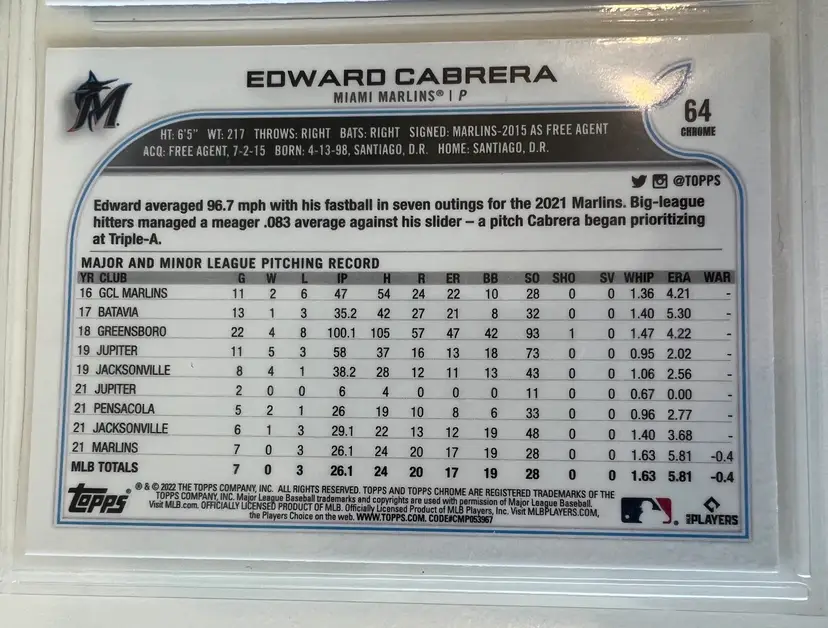 M
EDWARD CABRERA
MIAMI MARLINS® | P
64
CHROME
HT: 6'5" WT: 217 THROWS: RIGHT BATS: RIGHT SIGNED: MARLINS-2015 AS FREE AGENT
ACQ: FREE AGENT, 7-2-15 BORN: 4-13-98, SANTIAGO, D.R. HOME: SANTIAGO, D.R.
@TOPPS
Edward averaged 96.7 mph with his fastball in seven outings for the 2021 Marlins. Big-league
hitters managed a meager .083 average against his slider – a pitch Cabrera began prioritizing
at Triple-A.
MAJOR AND MINOR LEAGUE PITCHING RECORD
YR CLUB G W L IP H R ER BB SO SHO SV WHIP ERA WAR
16 GCL MARLINS 11 2 6 47 54 24 22 10 28 0 0 1.36 4.21 -
17 BATAVIA 13 1 3 35.2 42 27 21 8 32 0 0 1.40 5.30 -
18 GREENSBORO 22 4 8 100.1 105 57 47 42 93 1 0 1.47 4.22 -
19 JUPITER 11 5 3 58 37 16 13 18 73 0 0 0.95 2.02 -
19 JACKSONVILLE 8 4 1 38.2 28 12 11 13 43 0 0 1.06 2.56 -
21 JUPITER 2 0 0 6 4 0 0 0 11 0 0 0.67 0.00 -
21 PENSACOLA 5 2 1 26 19 10 8 6 33 0 0 0.96 2.77 -
21 JACKSONVILLE 6 1 3 29.1 22 13 12 19 48 0 0 1.40 3.68 -
21 MARLINS 7 0 3 26.1 24 20 17 19 28 0 0 1.63 5.81 -0.4
MLB TOTALS 7 0 3 26.1 24 20 17 19 28 0 0 1.63 5.81 -0.4
topps
® & © 2022 THE TOPPS COMPANY, INC. ALL RIGHTS RESERVED. TOPPS AND TOPPS CHROME ARE REGISTERED TRADEMARKS OF THE
TOPPS COMPANY, INC. Major League Baseball trademarks and copyrights are used with permission of Major League Baseball.
Visit MLB.com. OFFICIALLY LICENSED PRODUCT OF MLB. Officially Licensed Product of MLB Players, Inc. Visit MLBPLAYERS.COM,
the Players Choice on the web. WWW.TOPPS.COM. CODE#CMP053967
PLAYERS